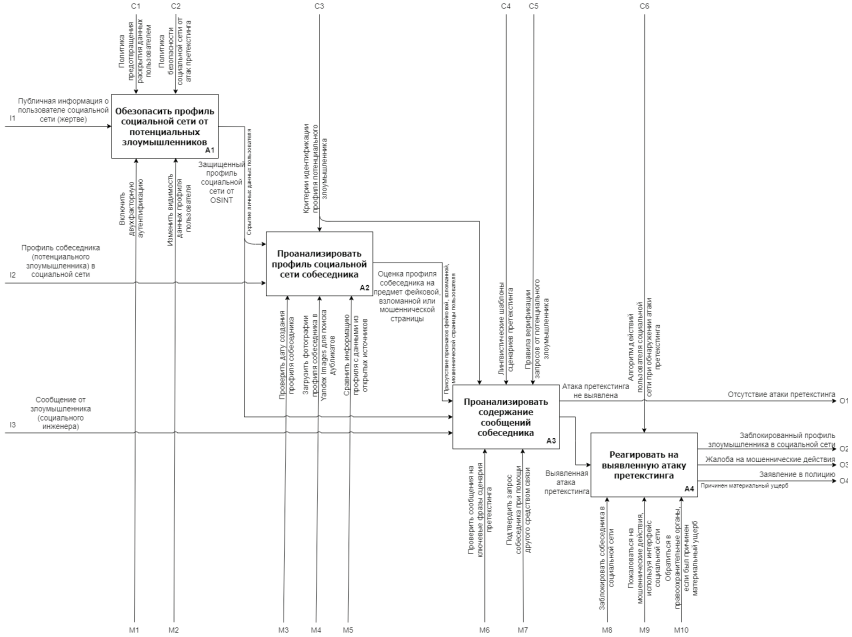 C1
C2
C3
C4
C5
C6
Политика
предотвращения
раскрытия данных
пользователем
Политика
безопасности
социальной сети от
атак претекстинга
Публичная информация о
пользователе социальной
сети (жертве)
I1
Обезопасить профиль
социальной сети от
потенциальных
злоумышленников
A1
Включить
двухфакторную
аутентификацию
Изменить видимость
данных профиля
пользователя
Защищенный
профиль
социальной
сети от
OSINT
Скрытие личных данных пользователя
Критерии идентификации
профиля потенциального
злоумышленника
Профиль собеседника
(потенциального
злоумышленника) в
социальной сети
I2
Проанализировать
профиль социальной
сети собеседника
A2
Проверить дату создания
профиля собеседника
Загрузить фотографии
профиля собеседника в
Yandex Images для поиска
дубликатов
Сравнить информацию
профиля с данными из
открытых источников
Оценка профиля
собеседника на
предмет фейковой,
взломанной или
мошеннической
страницы
Присутствие признаков фейковой, взломанной,
мошеннической страницы пользователя
Лингвистические шаблоны
сценариев претекстинга
Правила верификации
запросов от потенциального
злоумышленника
Алгоритм действий
пользователя социальной
сети при обнаружении атаки
претекстинга
Сообщение от
злоумышленника
(социального
инженера)
I3
Проанализировать
содержание
сообщений
собеседника
A3
Атака претекстинга
не выявлена
Отсутствие атаки претекстинга
O1
Проверить сообщения на
ключевые фразы сценария
претекстинга
Подтвердить запрос
собеседника при помощи
другого средством связи
Выявленная
атака
претекстинга
Реагировать на
выявленную атаку
претекстинга
A4
Заблокированный профиль
злоумышленника в социальной сети
O2
Жалоба на мошеннические действия
O3
Заявление в полицию
O4
Причинен материальный ущерб
Заблокировать собеседника в
социальной сети
Пожаловаться на
мошеннические действия,
используя интерфейс
социальной сети
Обратиться в
правоохранительные органы,
если был причинен
материальный ущерб
M1
M2
M3
M4
M5
M6
M7
M8
M9
M10